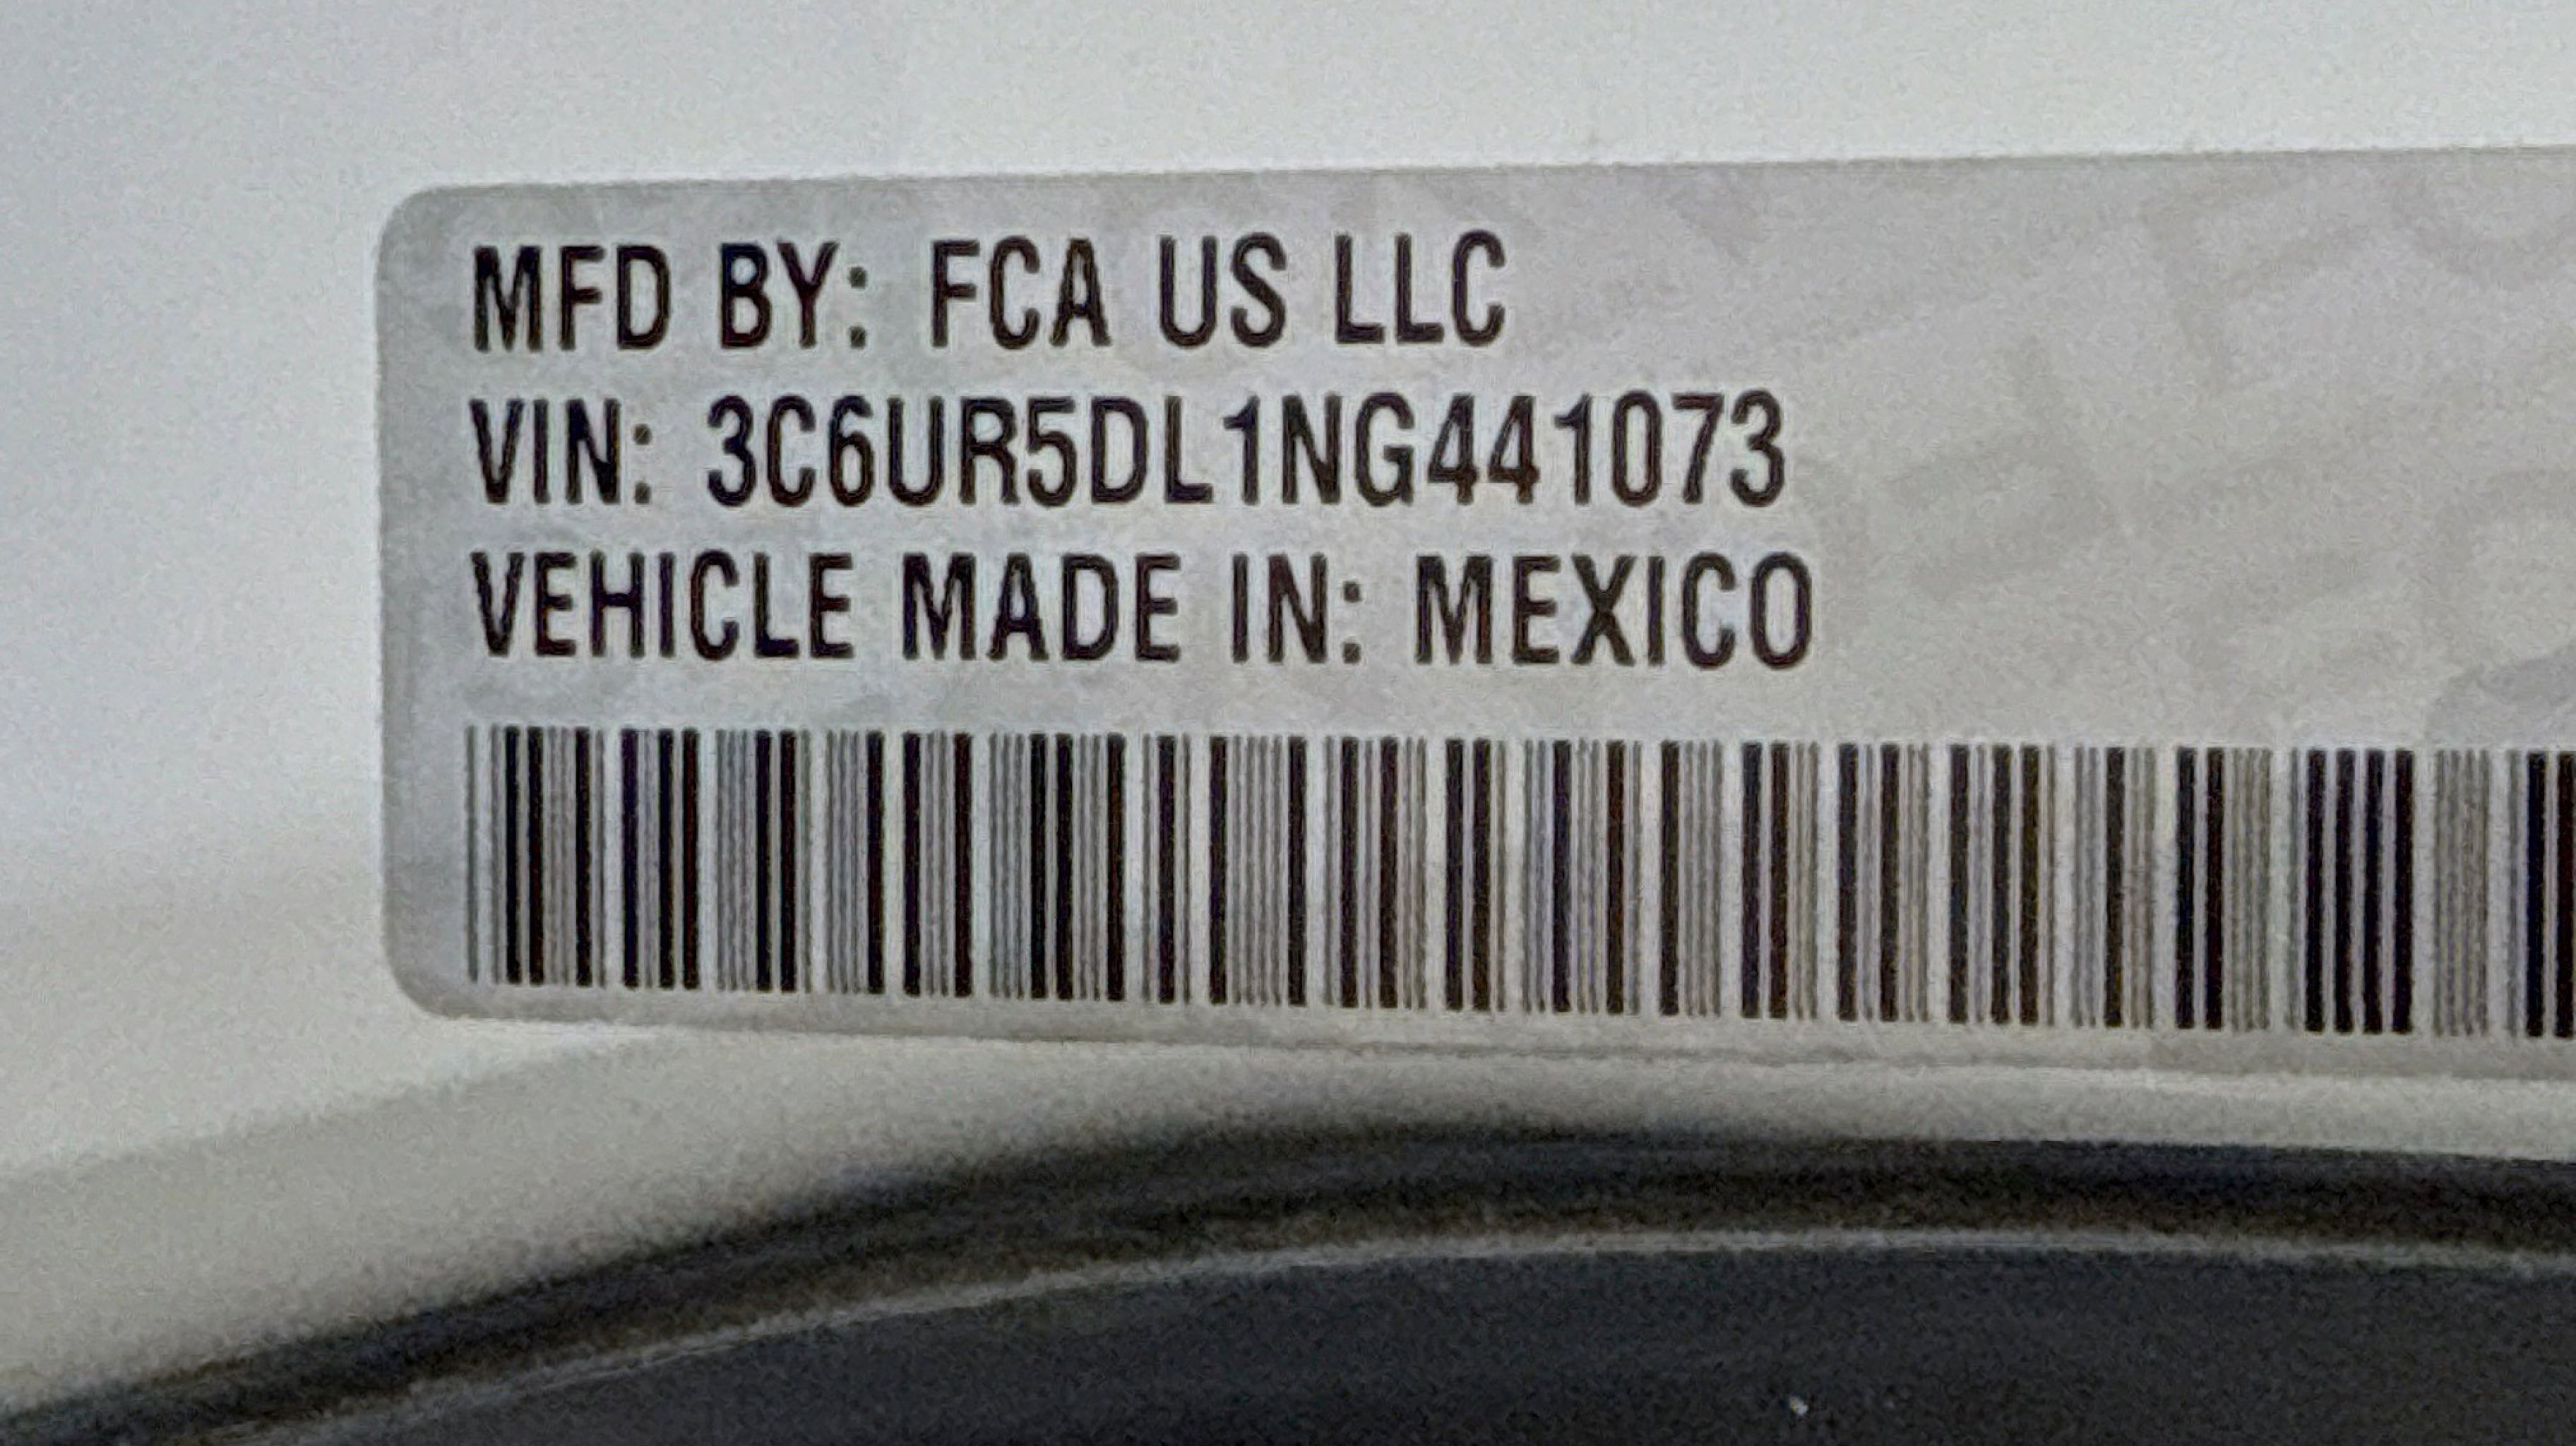 MFD BY: FCA US LLC
VIN: 3C6UR5DL1NG441073
VEHICLE MADE IN: MEXICO